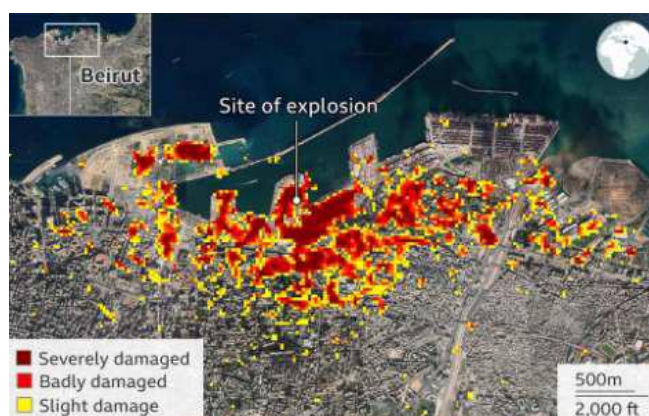 Beirut
Site of explosion
Severely damaged
Badly damaged
Slight damage
500m
2,000 ft